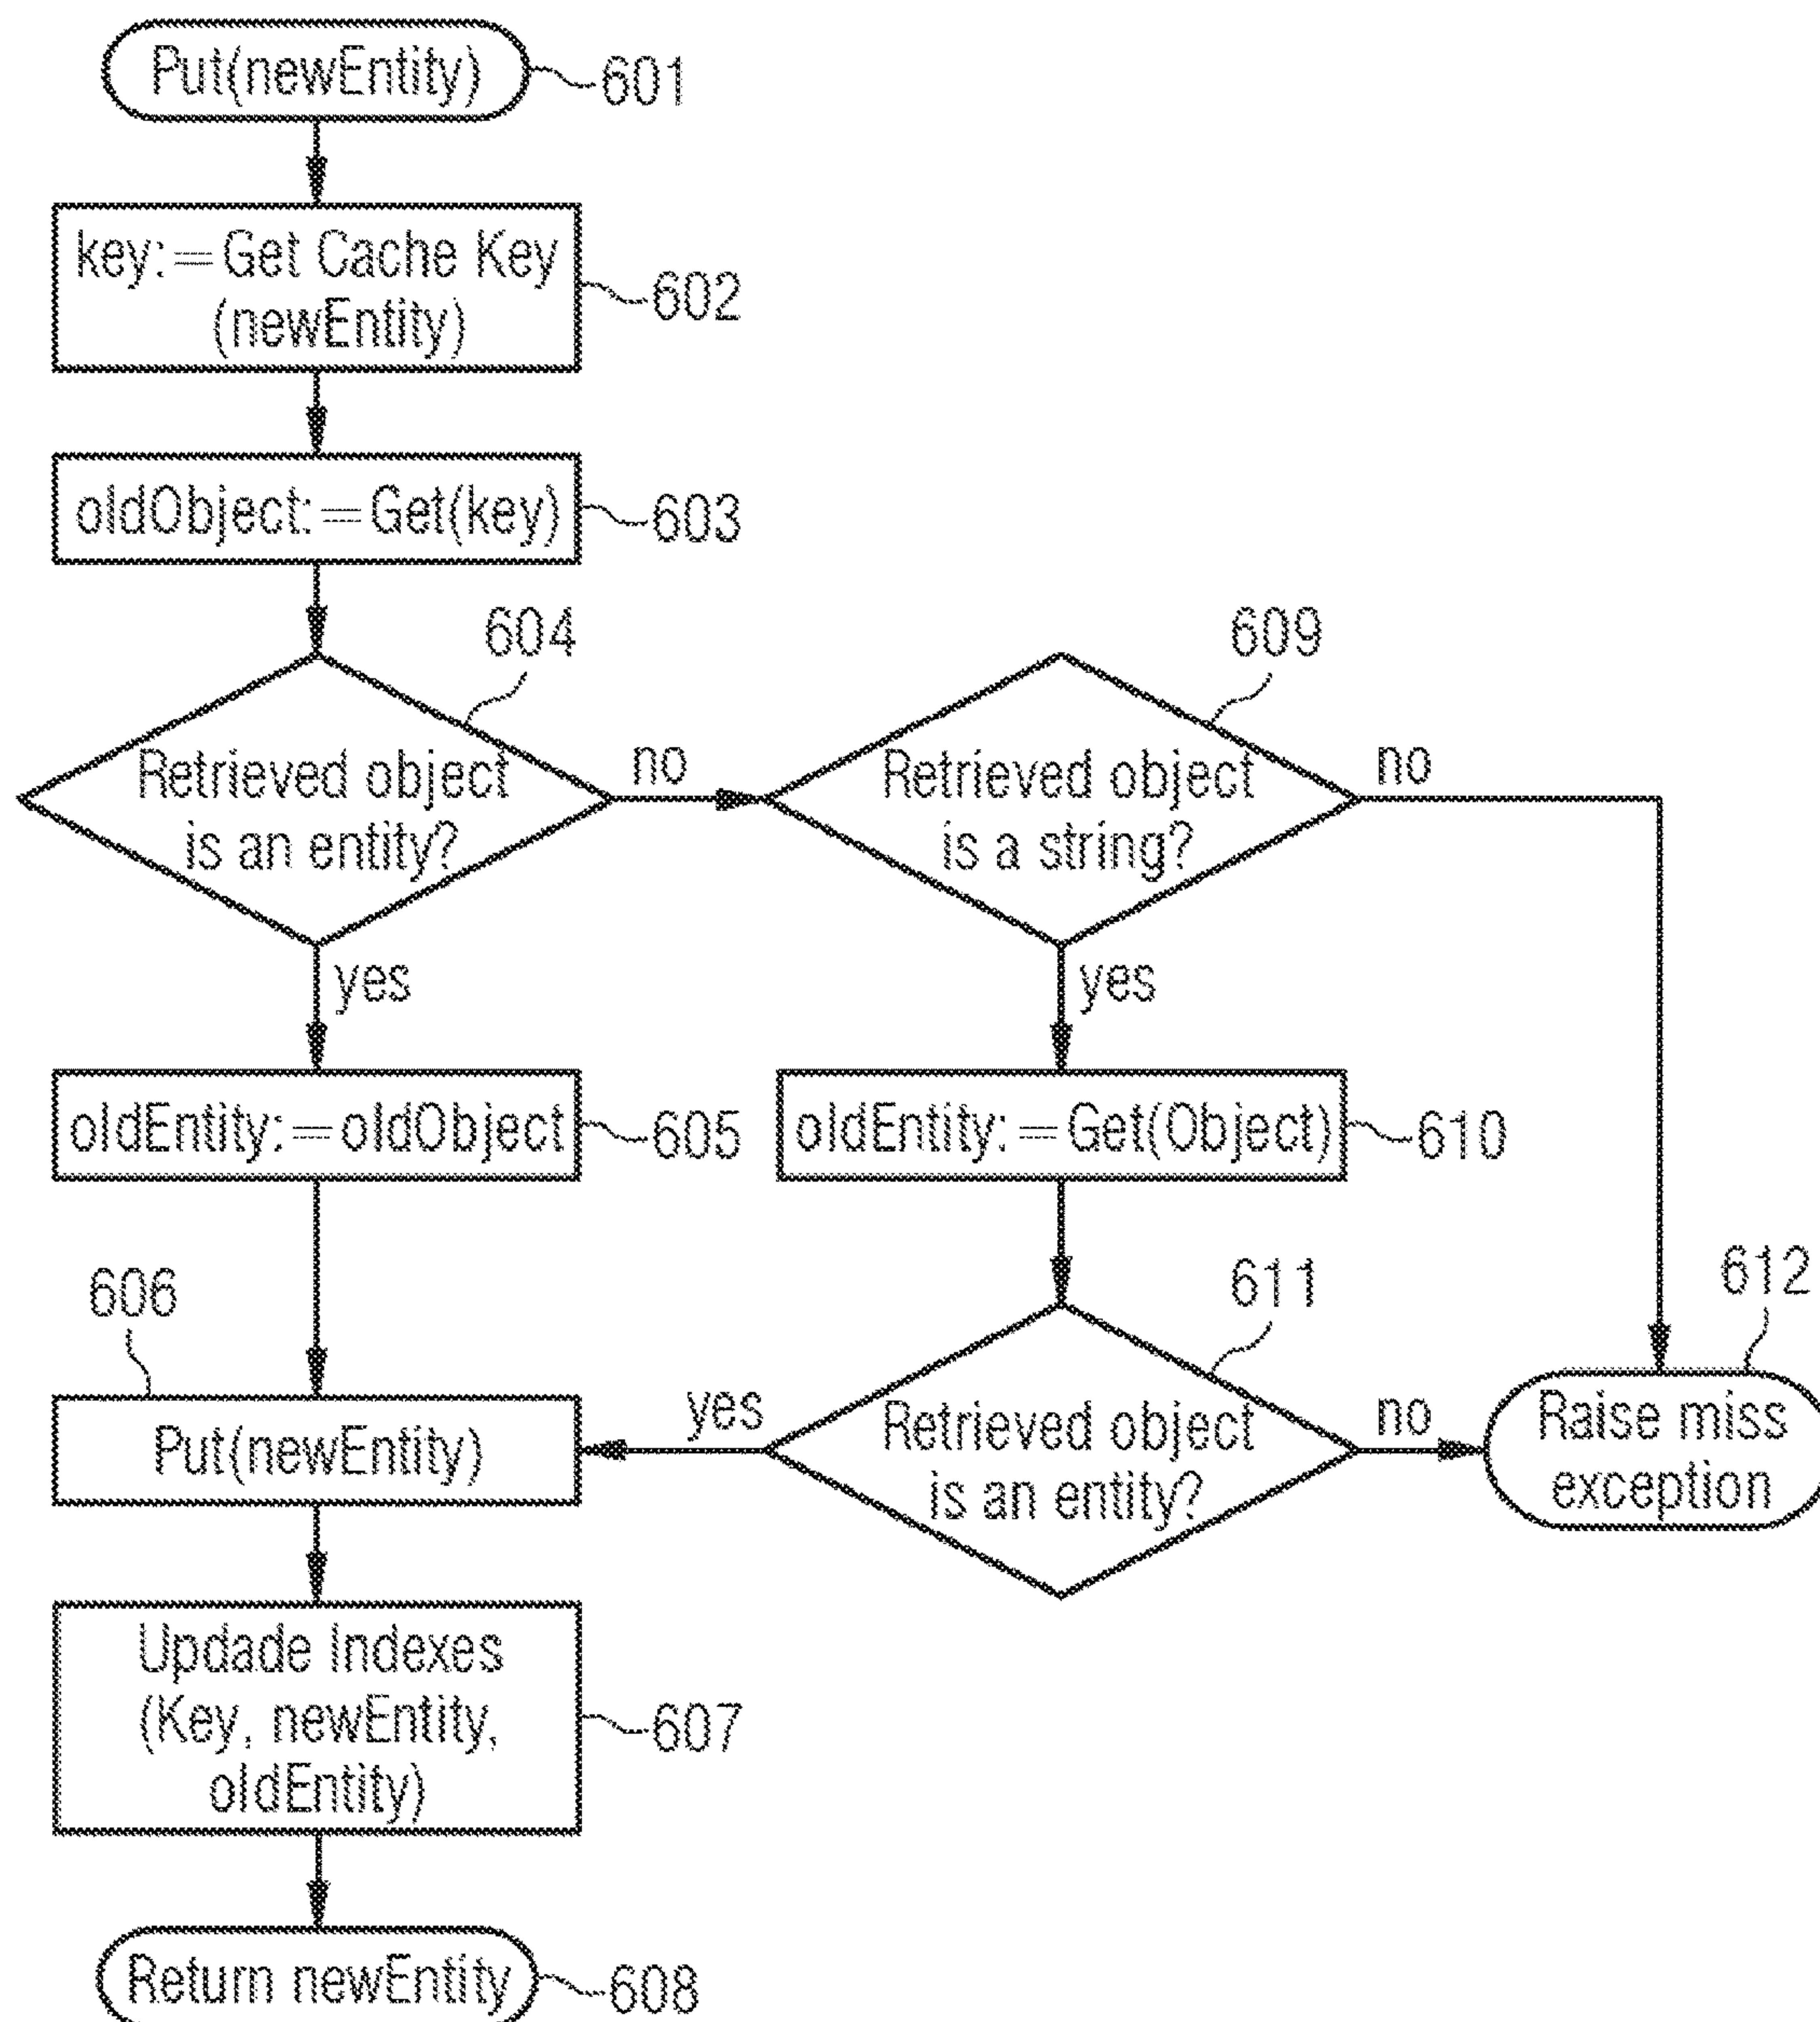 Put(newEntity)
601
key:=Get Cache Key
(newEntity)
602
oldObject:=Get(key)
603
604
609
Retrieved object
is an entity?
no
Retrieved object
is a string?
no
yes
yes
oldEntity:=oldObject
605
oldEntity:=Get(Object)
610
606
611
612
Put(newEntity)
yes
Retrieved object
is an entity?
no
Raise miss
exception
Updade Indexes
(Key, newEntity,
oldEntity)
607
Return newEntity
608